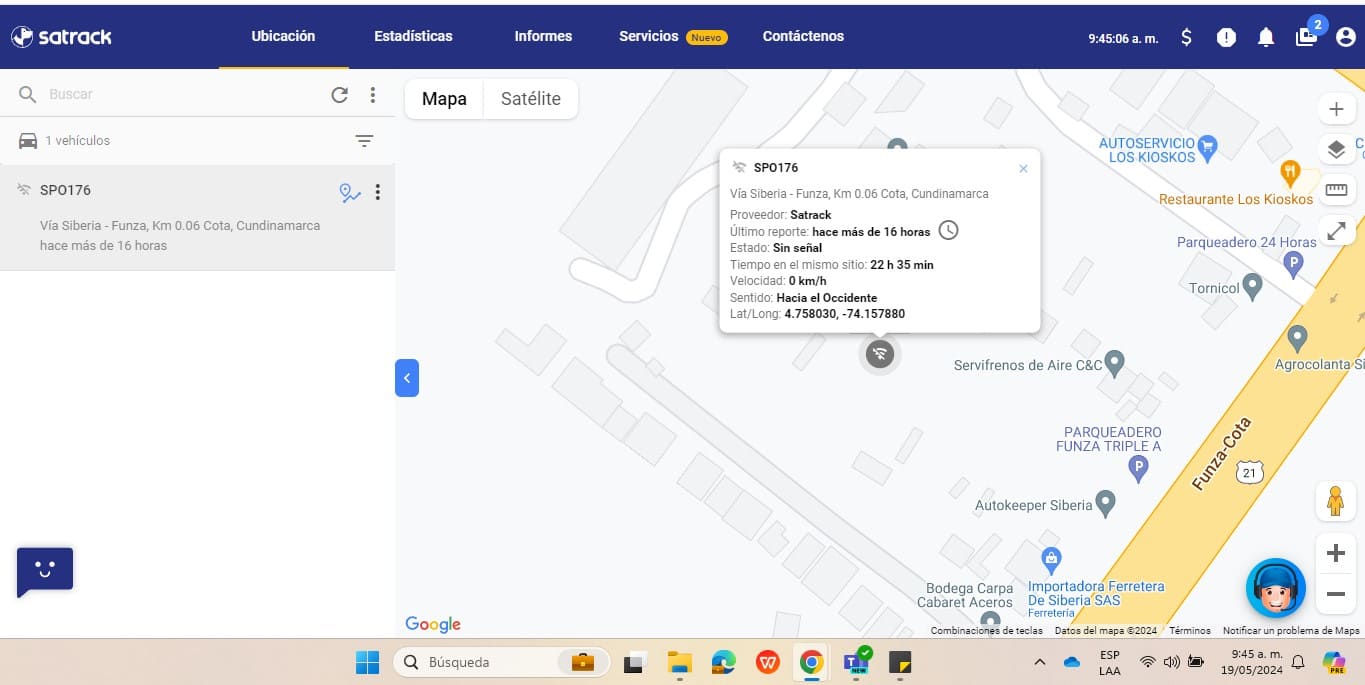 satrack
Ubicación
Estadísticas
Informes
Servicios Nuevo
Contáctenos
9:45:06 a. m.
$
2
Buscar
1 vehículos
SPO176
Vía Siberia - Funza, Km 0.06 Cota, Cundinamarca
hace más de 16 horas
Mapa
Satélite
SPO176
Vía Siberia - Funza, Km 0.06 Cota, Cundinamarca
Proveedor: Satrack
Último reporte: hace más de 16 horas
Estado: Sin señal
Tiempo en el mismo sitio: 22 h 35 min
Velocidad: 0 km/h
Sentido: Hacia el Occidente
Lat/Long: 4.758030, -74.157880
AUTOSERVICIO
LOS KIOSKOS
Restaurante Los Kioskos
Parqueadero 24 Horas
P
Tornicol
Agrocolanta Si
Servifrenos de Aire C&C
PARQUEADERO
FUNZA TRIPLE A
P
Funza-Cota
21
Autokeeper Siberia
Bodega Carpa
Cabaret Aceros
Importadora Ferretera
De Siberia SAS
Ferretería
Google
Combinaciones de teclas
Datos del mapa ©2024
Términos
Notificar un problema de Maps
Búsqueda
W
T
NEW
ESP
LAA
9:45 a. m.
19/05/2024
PRE